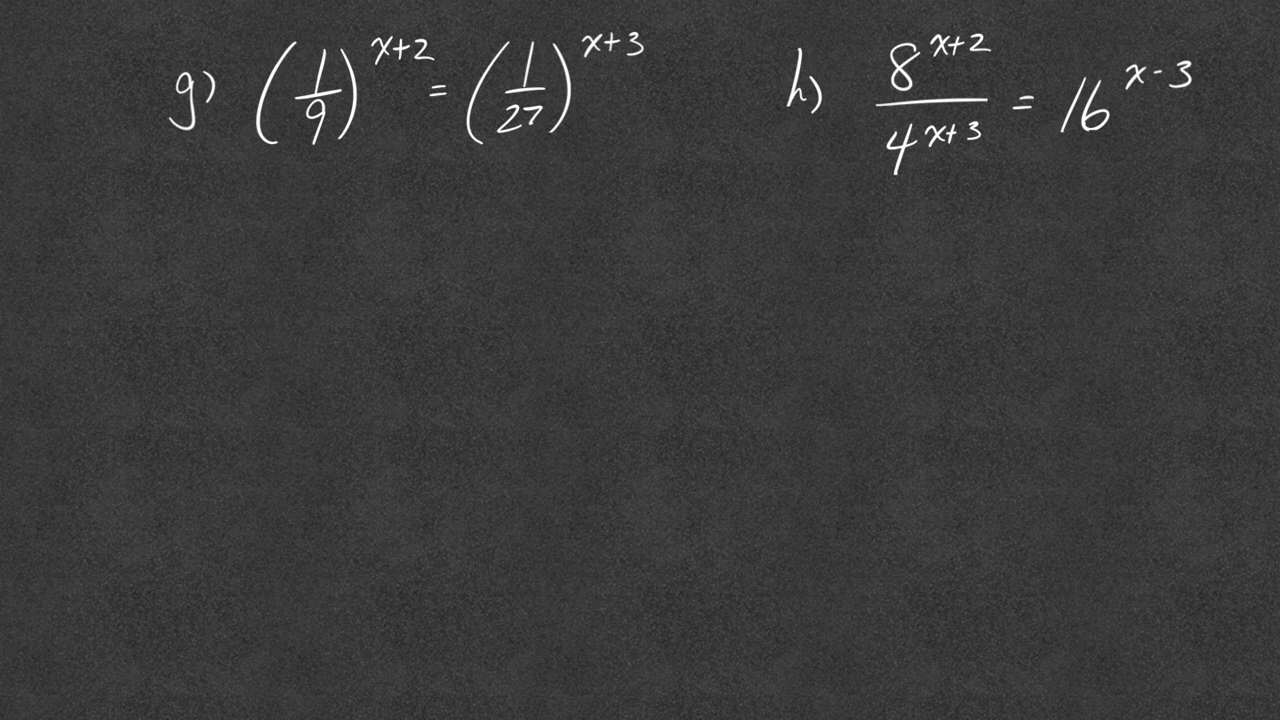 g) (1/9)^{x+2} = (1/27)^{x+3}
h) 8^{x+2}/4^{x+3} = 16^{x-3}